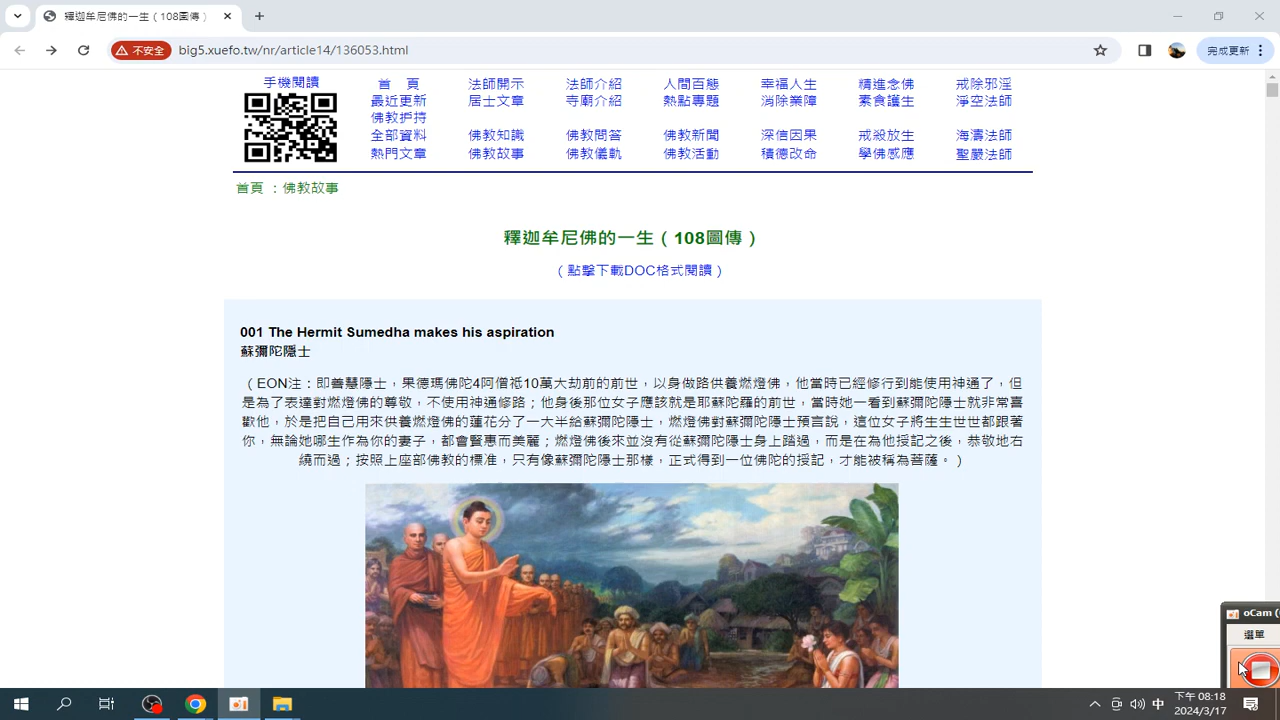 釋迦牟尼佛的一生（108圖傳）
不安全
big5.xuefo.tw/nr/article14/136053.html
完成更新
手機閱讀
首 頁 法師開示 法師介紹 人間百態 幸福人生 精進念佛 戒除邪淫
最近更新 居士文章 寺廟介紹 熱點專題 消除業障 素食護生 淨空法師
佛教护持
全部資料 佛教知識 佛教問答 佛教新聞 深信因果 戒殺放生 海濤法師
熱門文章 佛教故事 佛教儀軌 佛教活動 積德改命 學佛感應 聖嚴法師
首頁 ：佛教故事
釋迦牟尼佛的一生（108圖傳）
（點擊下載DOC格式閱讀）
001 The Hermit Sumedha makes his aspiration
蘇彌陀隱士
（EON注：即善慧隱士，果德瑪佛陀4阿僧祇10萬大劫前的前世，以身做路供養燃燈佛，他當時已經修行到能使用神通了，但
是為了表達對燃燈佛的尊敬，不使用神通修路；他身後那位女子應該就是耶蘇陀羅的前世，當時她一看到蘇彌陀隱士就非常喜
歡他，於是把自己用來供養燃燈佛的蓮花分了一大半給蘇彌陀隱士，燃燈佛對蘇彌陀隱士預言說，這位女子將生生世世都跟著
你，無論她哪生作為你的妻子，都會賢惠而美麗；燃燈佛後來並沒有從蘇彌陀隱士身上踏過，而是在為他授記之後，恭敬地右
繞而過；按照上座部佛教的標准，只有像蘇彌陀隱士那樣，正式得到一位佛陀的授記，才能被稱為菩薩。）
oCam (
選單
中
下午 08:18
2024/3/17